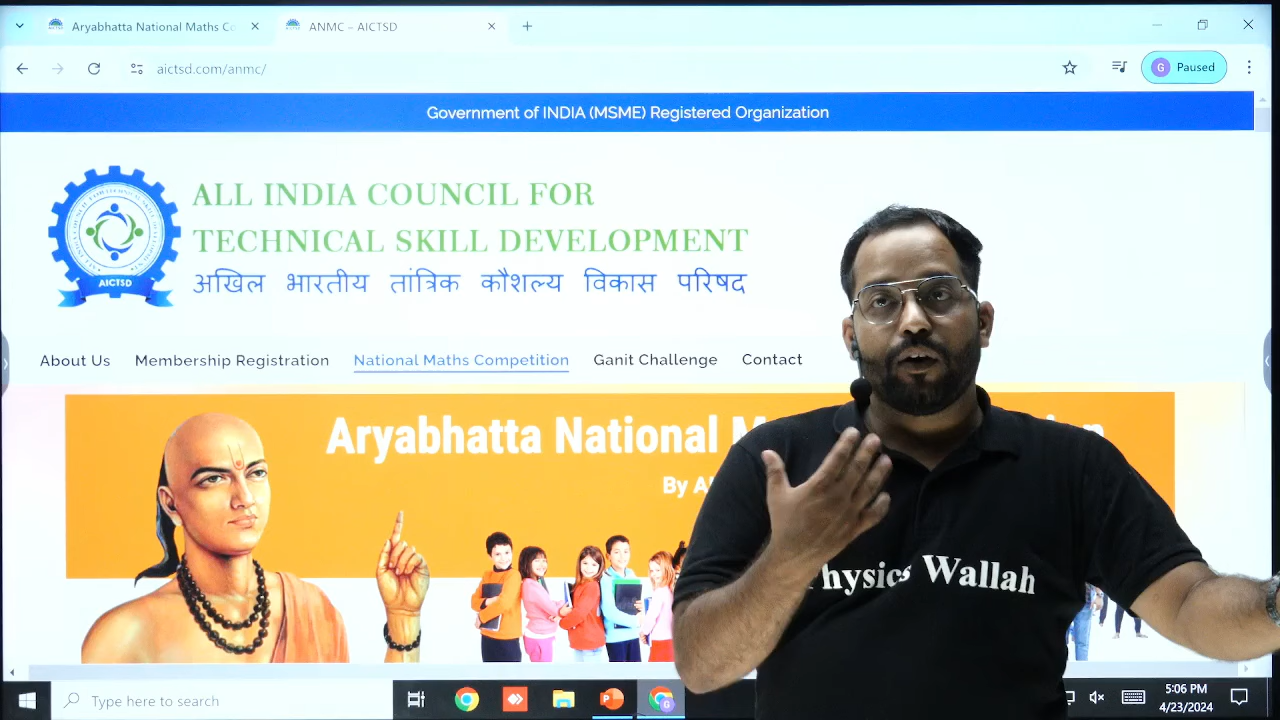 Aryabhatta National Maths Co
ANMC – AICTSD
aictsd.com/anmc/
G
Paused
Government of INDIA (MSME) Registered Organization
ALL INDIA COUNCIL FOR
TECHNICAL SKILL DEVELOPMENT
अखिल भारतीय तांत्रिक कौशल्य विकास परिषद
AICTSD
About Us
Membership Registration
National Maths Competition
Ganit Challenge
Contact
Aryabhatta National
By
Physics Wallah
Type here to search
5:06 PM
4/23/2024